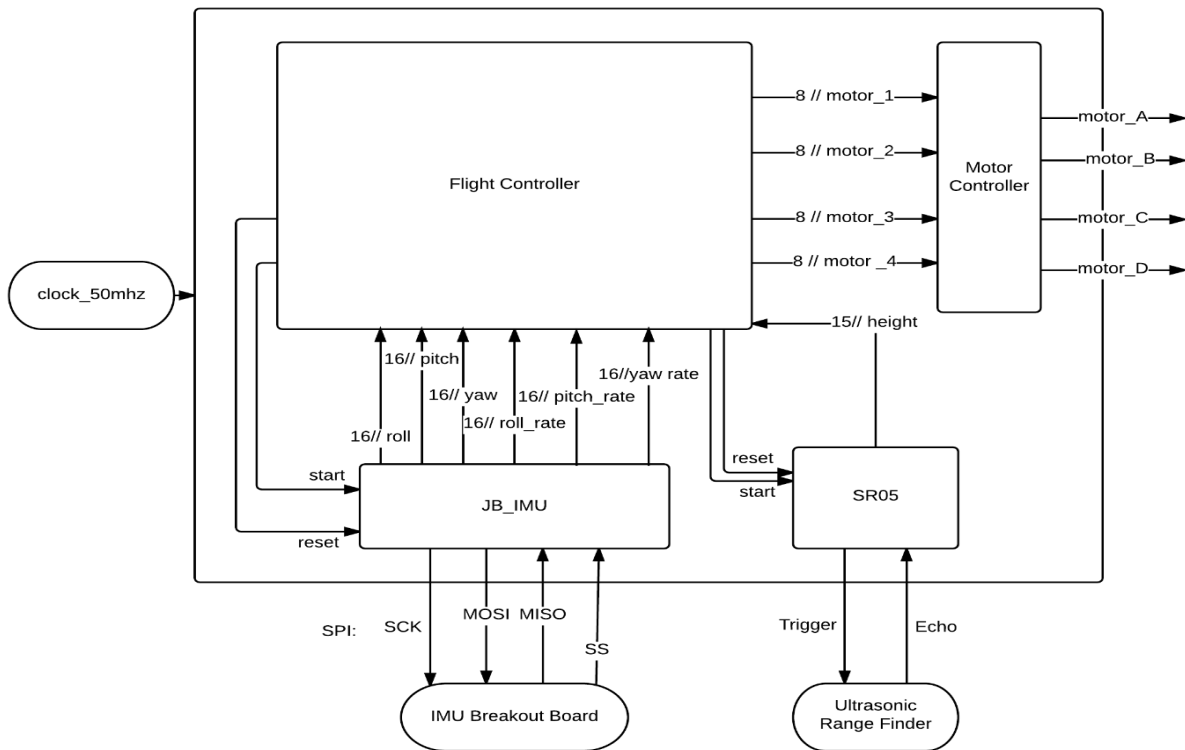 8 // motor_1
motor_A
8 // motor_2
motor_B
Motor
Controller
Flight Controller
8 // motor_3
motor_C
8 // motor _4
motor_D
clock_50mhz
15// height
16// pitch
16//yaw rate
16// yaw
16// pitch_rate
16// roll_rate
16// roll
reset
start
start
JB_IMU
SR05
reset
SPI:
SCK
MOSI
MISO
SS
Trigger
Echo
IMU Breakout Board
Ultrasonic
Range Finder